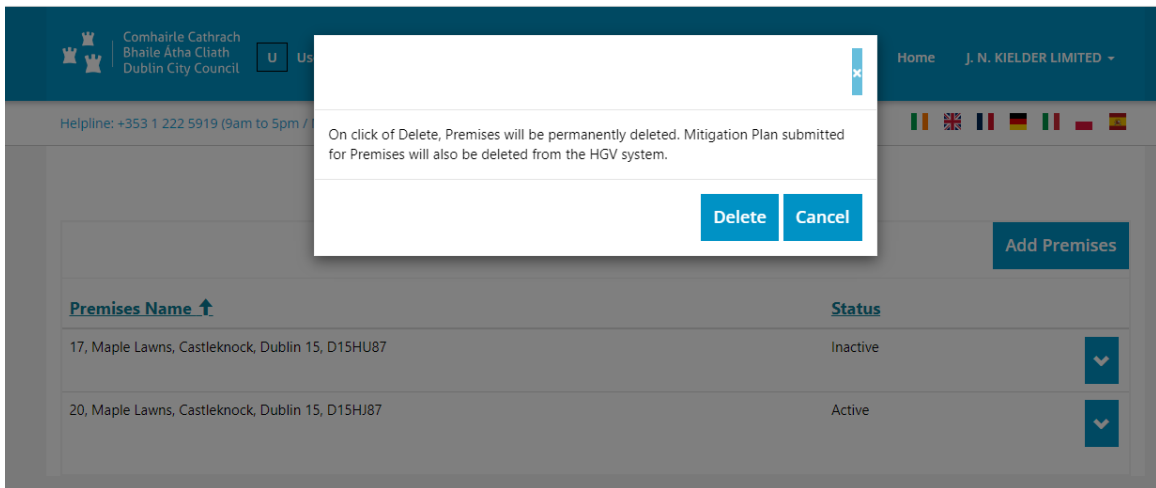 Comhairle Cathrach
Bhaile Átha Cliath
Dublin City Council
U Us
Home J. N. KIELDER LIMITED
×
Helpline: +353 1 222 5919 (9am to 5pm /
On click of Delete, Premises will be permanently deleted. Mitigation Plan submitted
for Premises will also be deleted from the HGV system.
Delete Cancel
Add Premises
Premises Name Status
17, Maple Lawns, Castleknock, Dublin 15, D15HU87 Inactive
20, Maple Lawns, Castleknock, Dublin 15, D15HJ87 Active